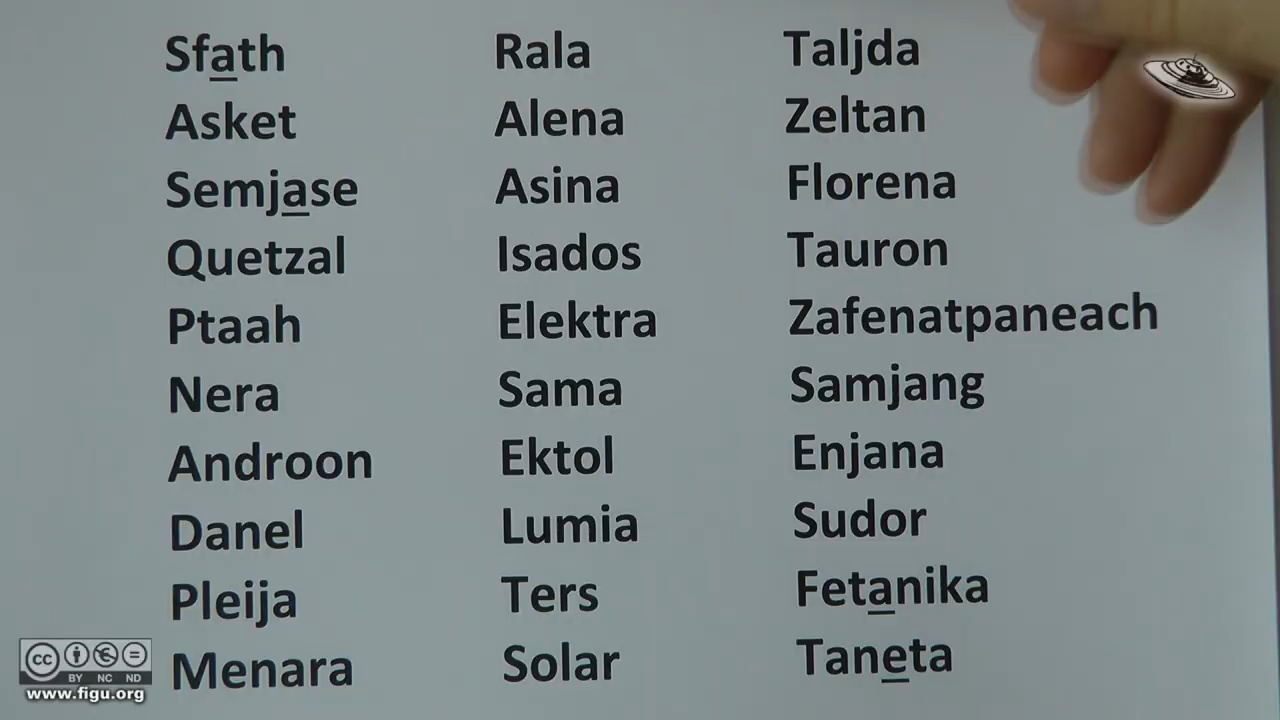 Sfath Rala Taljda
Asket Alena Zeltan
Semjase Asina Florena
Quetzal Isados Tauron
Ptaah Elektra Zafenatpaneach
Nera Sama Samjang
Androon Ektol Enjana
Danel Lumia Sudor
Pleija Ters Fetanika
Menara Solar Taneta
cc BY NC ND
www.figu.org